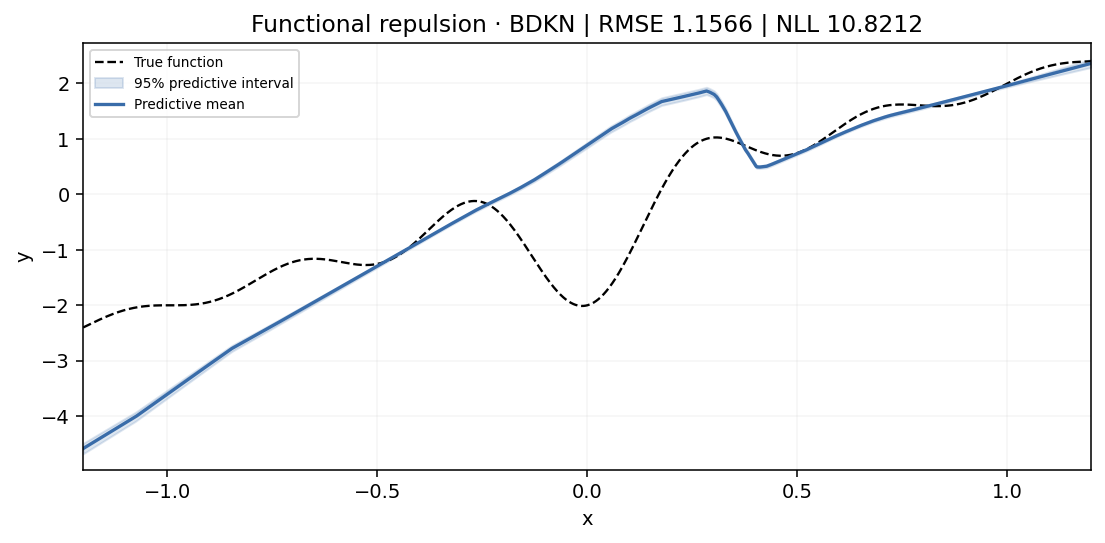 Functional repulsion · BDKN | RMSE 1.1566 | NLL 10.8212
True function
95% predictive interval
Predictive mean
y
2
1
0
−1
−2
−3
−4
−1.0
−0.5
0.0
0.5
1.0
x